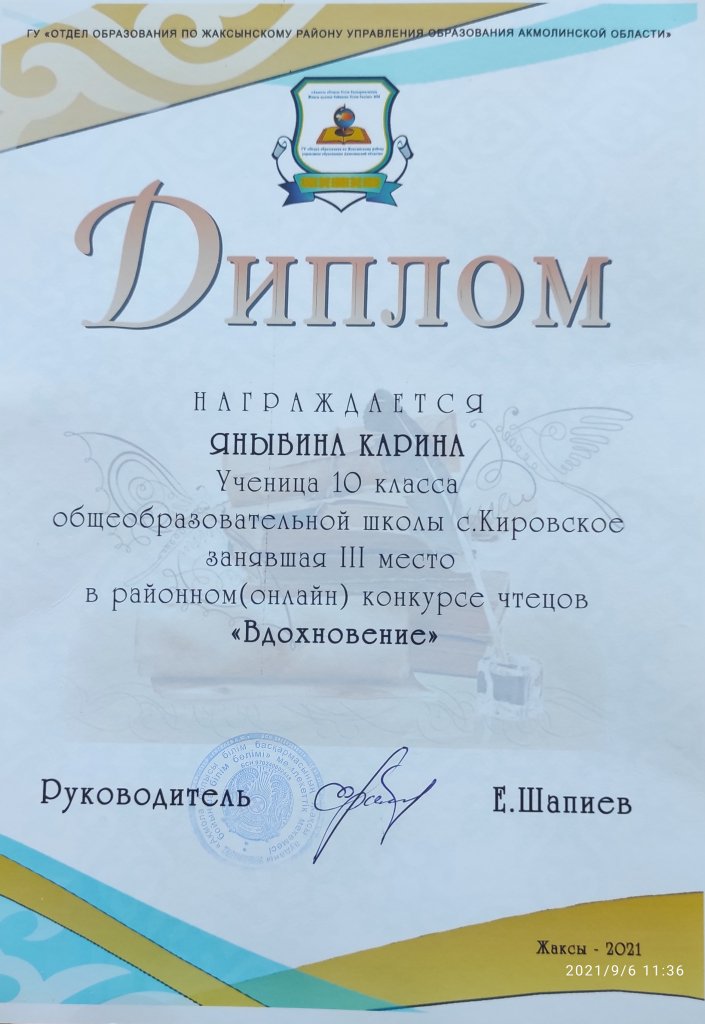 ГУ «ОТДЕЛ ОБРАЗОВАНИЯ ПО ЖАКСЫНСКОМУ РАЙОНУ УПРАВЛЕНИЯ ОБРАЗОВАНИЯ АКМОЛИНСКОЙ ОБЛАСТИ»
Диплом
НАГРАЖДАЕТСЯ
ЯНЫБИНА КАРИНА
Ученица 10 класса
общеобразовательной школы с.Кировское
занявшая III место
в районном(онлайн) конкурсе чтецов
«Вдохновение»
Руководитель
Е.Шапиев
Жаксы - 2021
2021/9/6 11:36